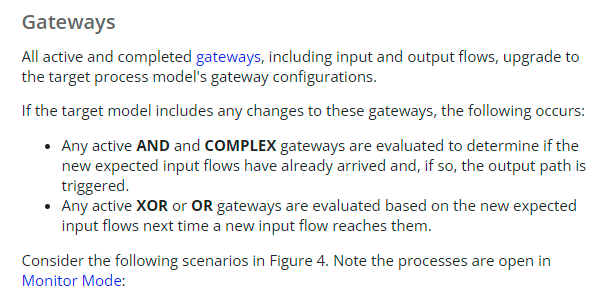 Gateways
All active and completed gateways, including input and output flows, upgrade to
the target process model's gateway configurations.
If the target model includes any changes to these gateways, the following occurs:
• Any active AND and COMPLEX gateways are evaluated to determine if the
new expected input flows have already arrived and, if so, the output path is
triggered.
• Any active XOR or OR gateways are evaluated based on the new expected
input flows next time a new input flow reaches them.
Consider the following scenarios in Figure 4. Note the processes are open in
Monitor Mode: